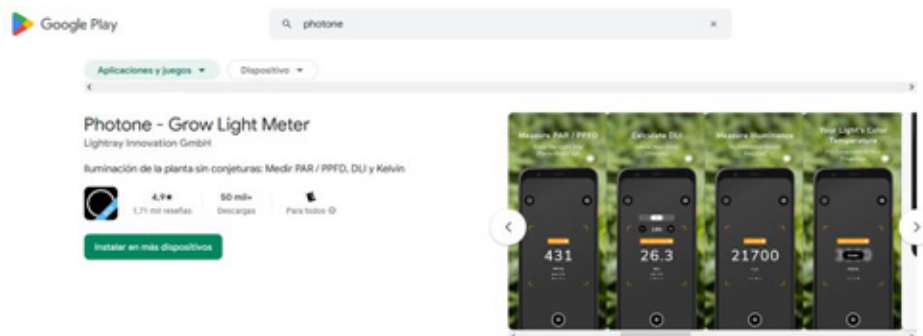 Google Play
photone
Aplicaciones y juegos
Dispositivo
Photone - Grow Light Meter
Lightray Innovation GmbH
Iluminación de la planta sin conjeturas: Medir PAR / PPFD, DLI y Kelvin
4,9★
1,71 mil reseñas
50 mil+
Descargas
Para todos
Instalar en más dispositivos
Measure PAR / PPFD
431
Calculate DLI
26.3
Measure Illuminance
21700
Your Light's Color
Temperature